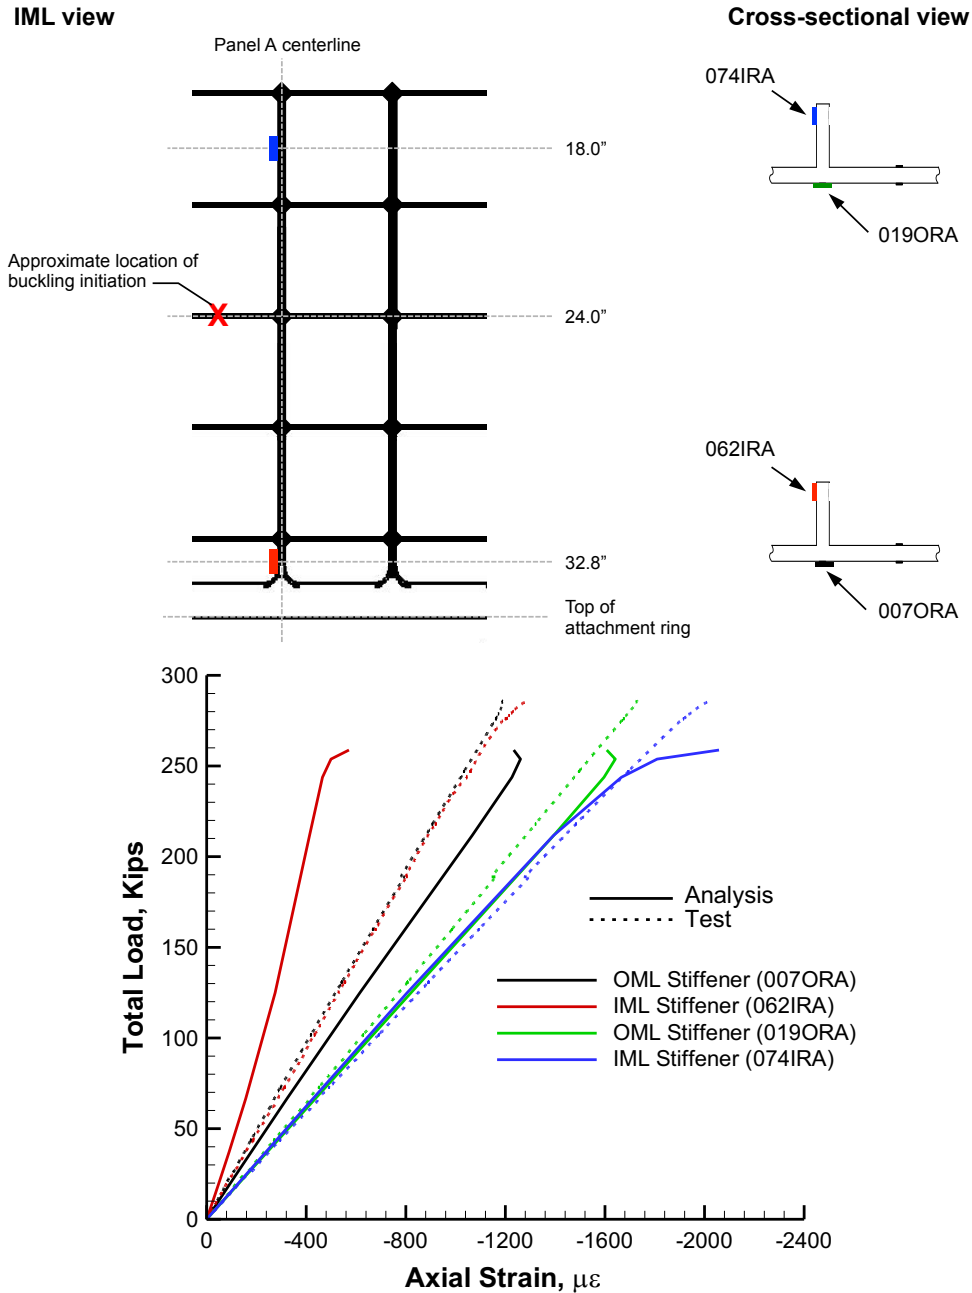 IML view
Cross-sectional view
Panel A centerline
074IRA
18.0”
019ORA
Approximate location of
buckling initiation
X
24.0”
062IRA
32.8”
007ORA
Top of
attachment ring
300
250
200
150
100
50
0
Total Load, Kips
Analysis
Test
OML Stiffener (007ORA)
IML Stiffener (062IRA)
OML Stiffener (019ORA)
IML Stiffener (074IRA)
0 -400 -800 -1200 -1600 -2000 -2400
Axial Strain, με